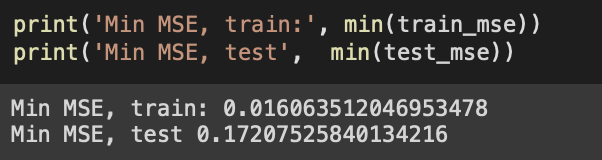 print('Min MSE, train:', min(train_mse))
print('Min MSE, test',  min(test_mse))
Min MSE, train: 0.016063512046953478
Min MSE, test 0.17207525840134216